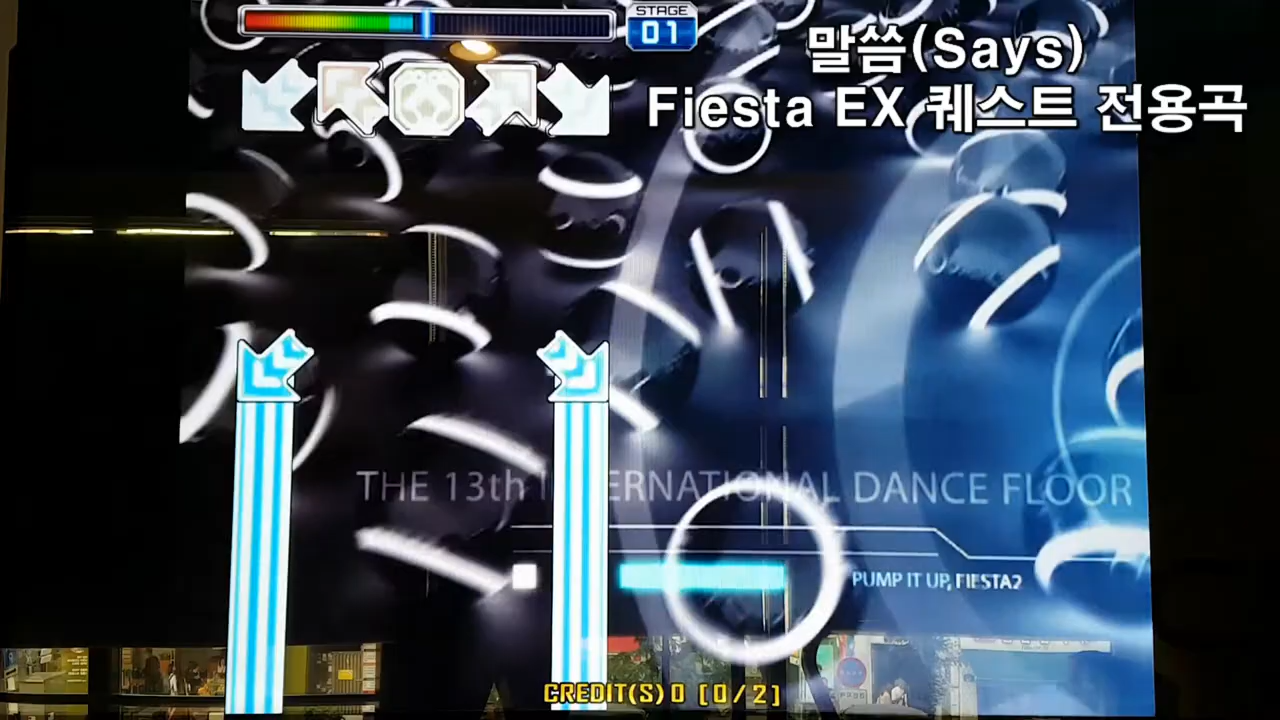 STAGE
01
말씀(Says)
Fiesta EX 퀘스트 전용곡
THE 13th INTERNATIONAL DANCE FLOOR
PUMP IT UP, FIESTA2
CREDIT(S) 0 [0/2]